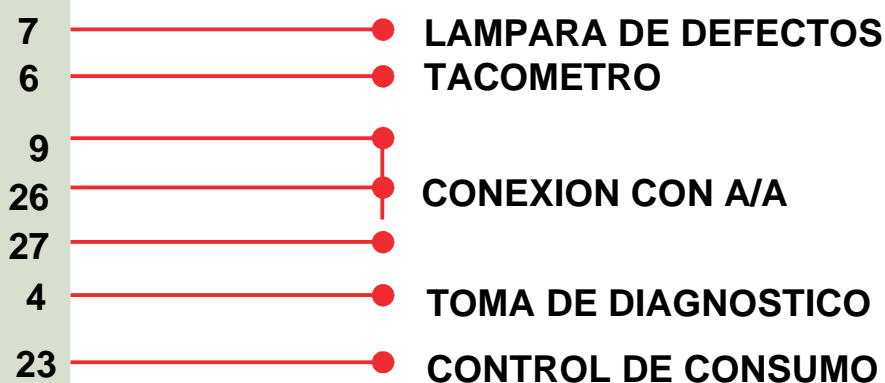 7 LAMPARA DE DEFECTOS
6 TACOMETRO
9
26 CONEXION CON A/A
27
4 TOMA DE DIAGNOSTICO
23 CONTROL DE CONSUMO